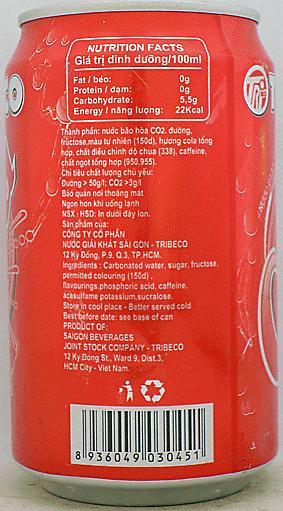 NUTRITION FACTS
Giá trị dinh dưỡng/100ml
Fat / béo: 0g
Protein / đạm: 0g
Carbohydrate: 5,5g
Energy / năng lượng: 22Kcal
Thành phần: nước bão hòa CO2, đường,
fructose,màu tự nhiên (150d), hương cola tổng
hợp, chất điều chỉnh độ chua (338), caffeine,
chất ngọt tổng hợp (950,955).
Chỉ tiêu chất lượng chủ yếu:
Đường > 50g/l; CO2 >3g/l
Bảo quản nơi thoáng mát
Ngon hơn khi uống lạnh
NSX - HSD: In dưới đáy lon.
Sản phẩm của:
CÔNG TY CỔ PHẦN
NƯỚC GIẢI KHÁT SÀI GÒN - TRIBECO
12 Kỳ Đồng, P.9, Q.3, TP.HCM.
Ingredients : Carbonated water, sugar, fructose,
permitted colouring (150d) ,
flavourings,phosphoric acid, caffeine,
acesulfame potassium,sucralose.
Store in cool place - Better served cold
Best before date: see base of can
PRODUCT OF:
SAIGON BEVERAGES
JOINT STOCK COMPANY - TRIBECO
12 Ky Dong St., Ward 9, Dist.3,
HCM City - Viet Nam.
8 936049 030451
Tri